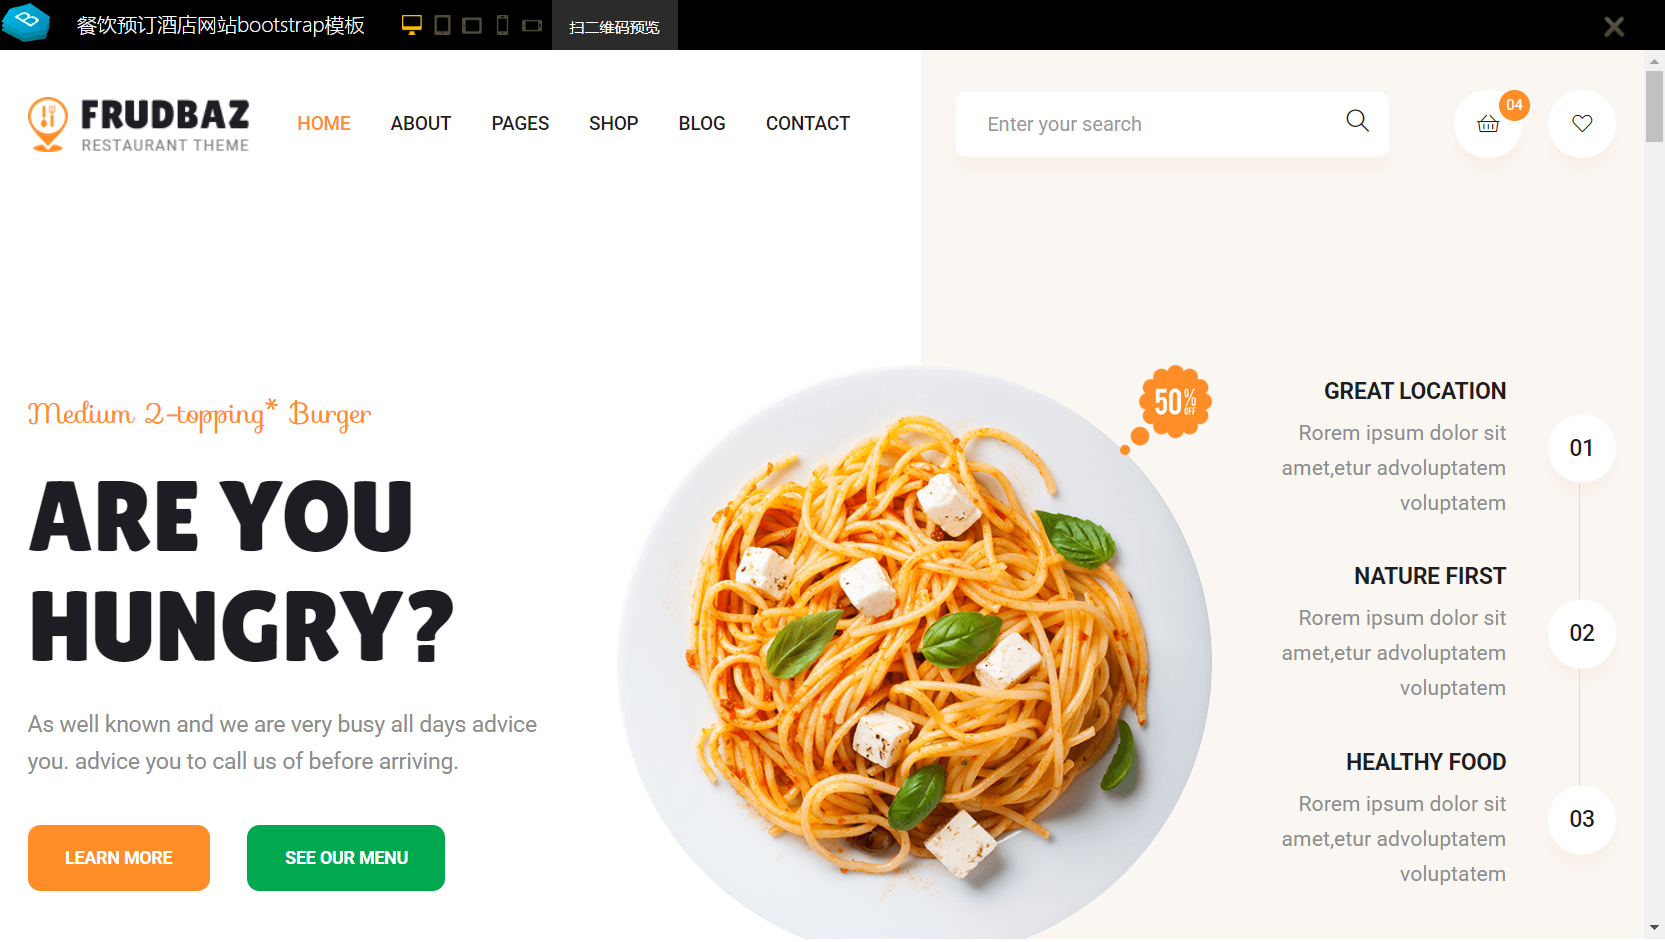 餐饮预订酒店网站bootstrap模板
扫二维码预览
FRUDBAZ
RESTAURANT THEME
HOME
ABOUT
PAGES
SHOP
BLOG
CONTACT
Enter your search
04
Medium 2-topping* Burger
ARE YOU
HUNGRY?
As well known and we are very busy all days advice
you. advice you to call us of before arriving.
LEARN MORE
SEE OUR MENU
50%
OFF
GREAT LOCATION
Rorem ipsum dolor sit
amet,etur advoluptatem
voluptatem
01
NATURE FIRST
Rorem ipsum dolor sit
amet,etur advoluptatem
voluptatem
02
HEALTHY FOOD
Rorem ipsum dolor sit
amet,etur advoluptatem
voluptatem
03